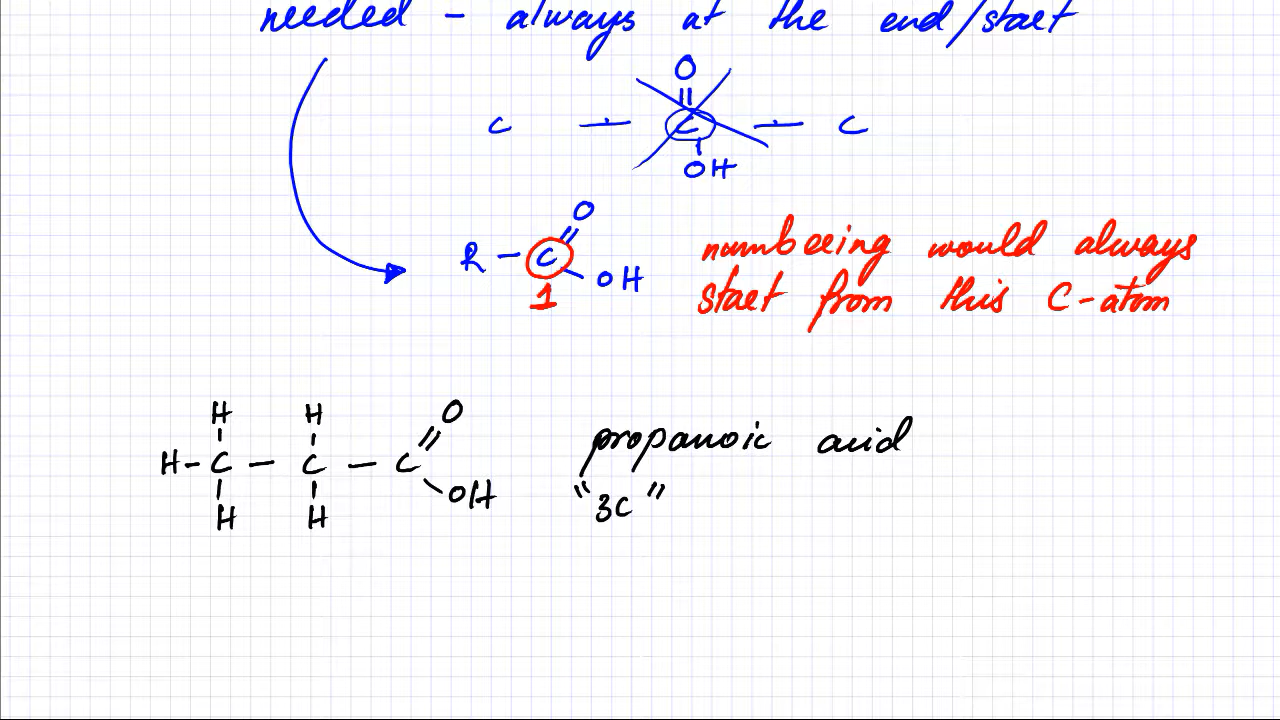 needed - always at the end/start
O
C — C — C
OH
O
R - C
OH
1
numbering would always
start from this C-atom
H H O
H - C - C - C
OH
H H
propanoic acid
"3C"